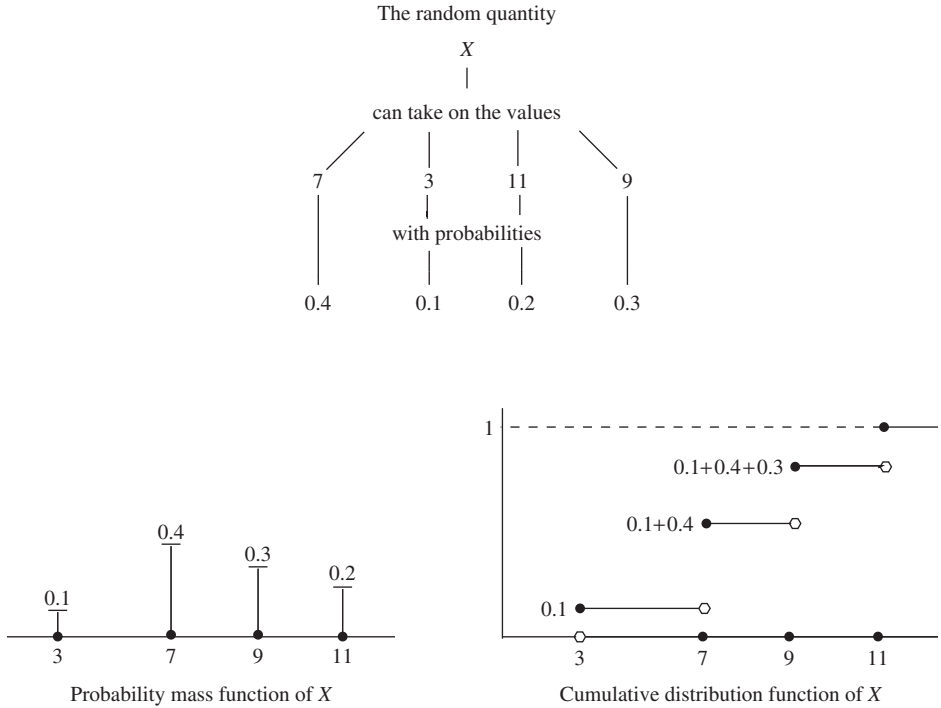 The random quantity
X
can take on the values
7 3 11 9
with probabilities
0.4 0.1 0.2 0.3
0.1 0.4 0.3 0.2
3 7 9 11
Probability mass function of X
1
0.1+0.4+0.3
0.1+0.4
0.1
3 7 9 11
Cumulative distribution function of X